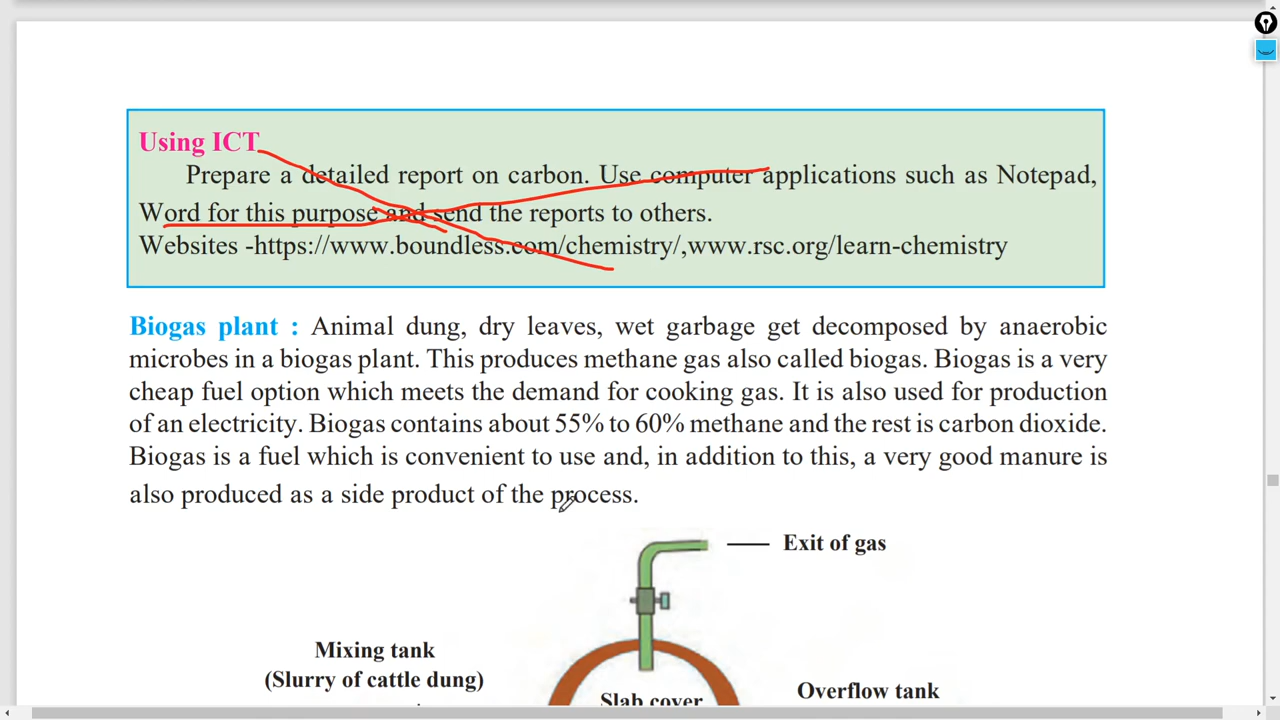 Using ICT
Prepare a detailed report on carbon. Use computer applications such as Notepad,
Word for this purpose and send the reports to others.
Websites -https://www.boundless.com/chemistry/,www.rsc.org/learn-chemistry
Biogas plant : Animal dung, dry leaves, wet garbage get decomposed by anaerobic
microbes in a biogas plant. This produces methane gas also called biogas. Biogas is a very
cheap fuel option which meets the demand for cooking gas. It is also used for production
of an electricity. Biogas contains about 55% to 60% methane and the rest is carbon dioxide.
Biogas is a fuel which is convenient to use and, in addition to this, a very good manure is
also produced as a side product of the process.
Exit of gas
Mixing tank
(Slurry of cattle dung)
Overflow tank
Slab cover